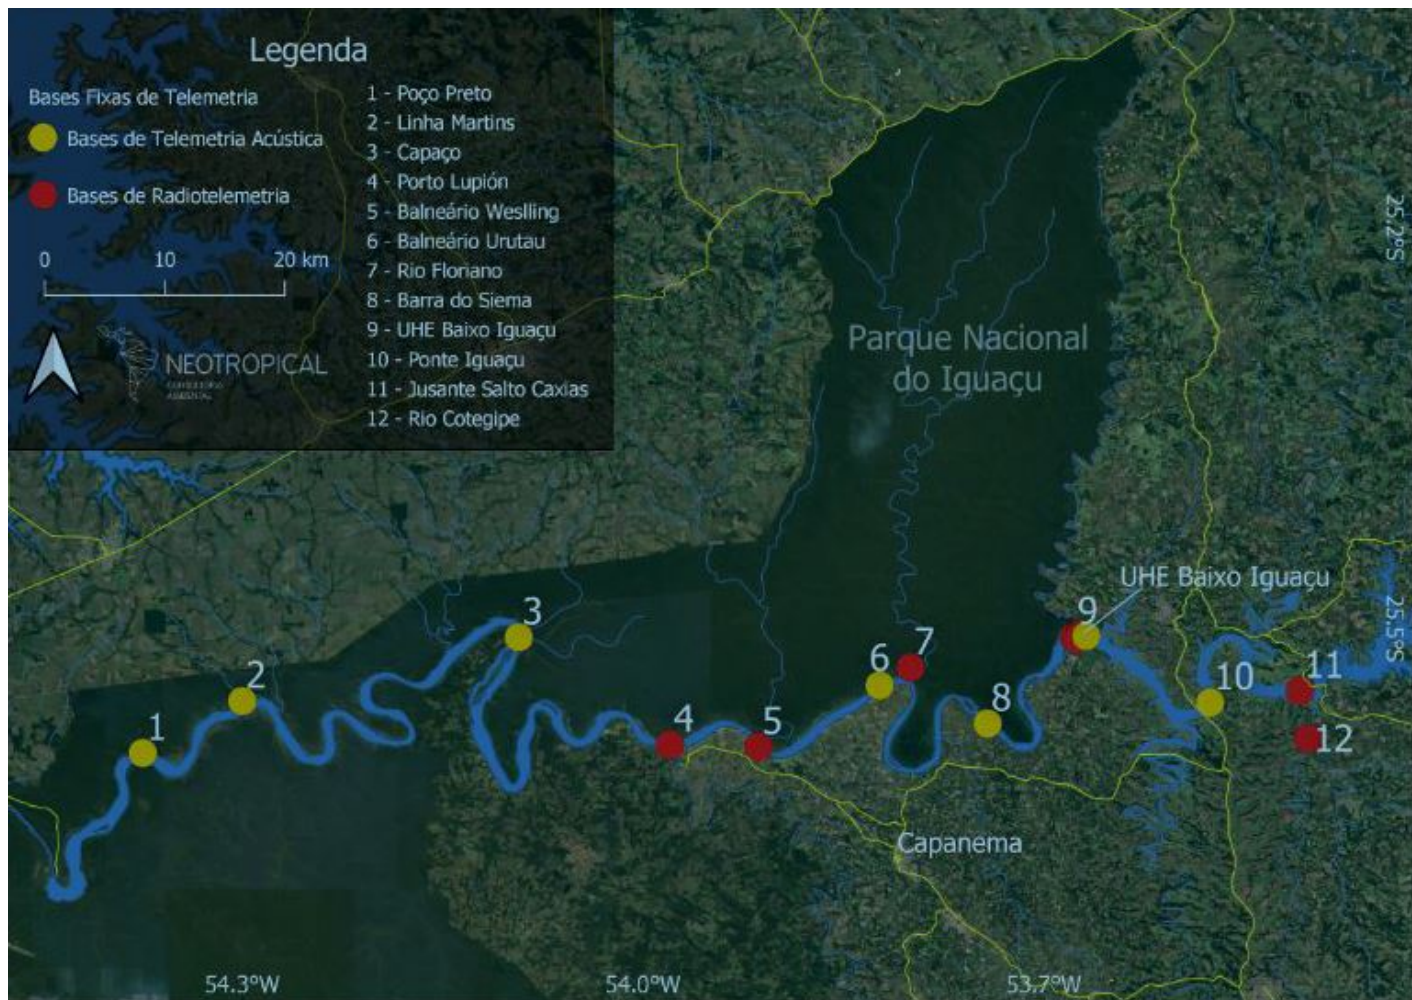 Legenda
Bases Fixas de Telemetria
Bases de Telemetria Acústica
Bases de Radiotelemetria
0 10 20 km
NEOTROPICAL
CONSULTORIA
AMBIENTAL
1 - Poço Preto
2 - Linha Martins
3 - Capaço
4 - Porto Lupión
5 - Balneário Weslling
6 - Balneário Urutau
7 - Rio Floriano
8 - Barra do Siema
9 - UHE Baixo Iguaçu
10 - Ponte Iguaçu
11 - Jusante Salto Caxias
12 - Rio Cotegipe
25.2°S
Parque Nacional
do Iguaçu
UHE Baixo Iguaçu
25.5°S
1
2
3
4
5
6
7
8
9
10
11
12
Capanema
54.3°W
54.0°W
53.7°W